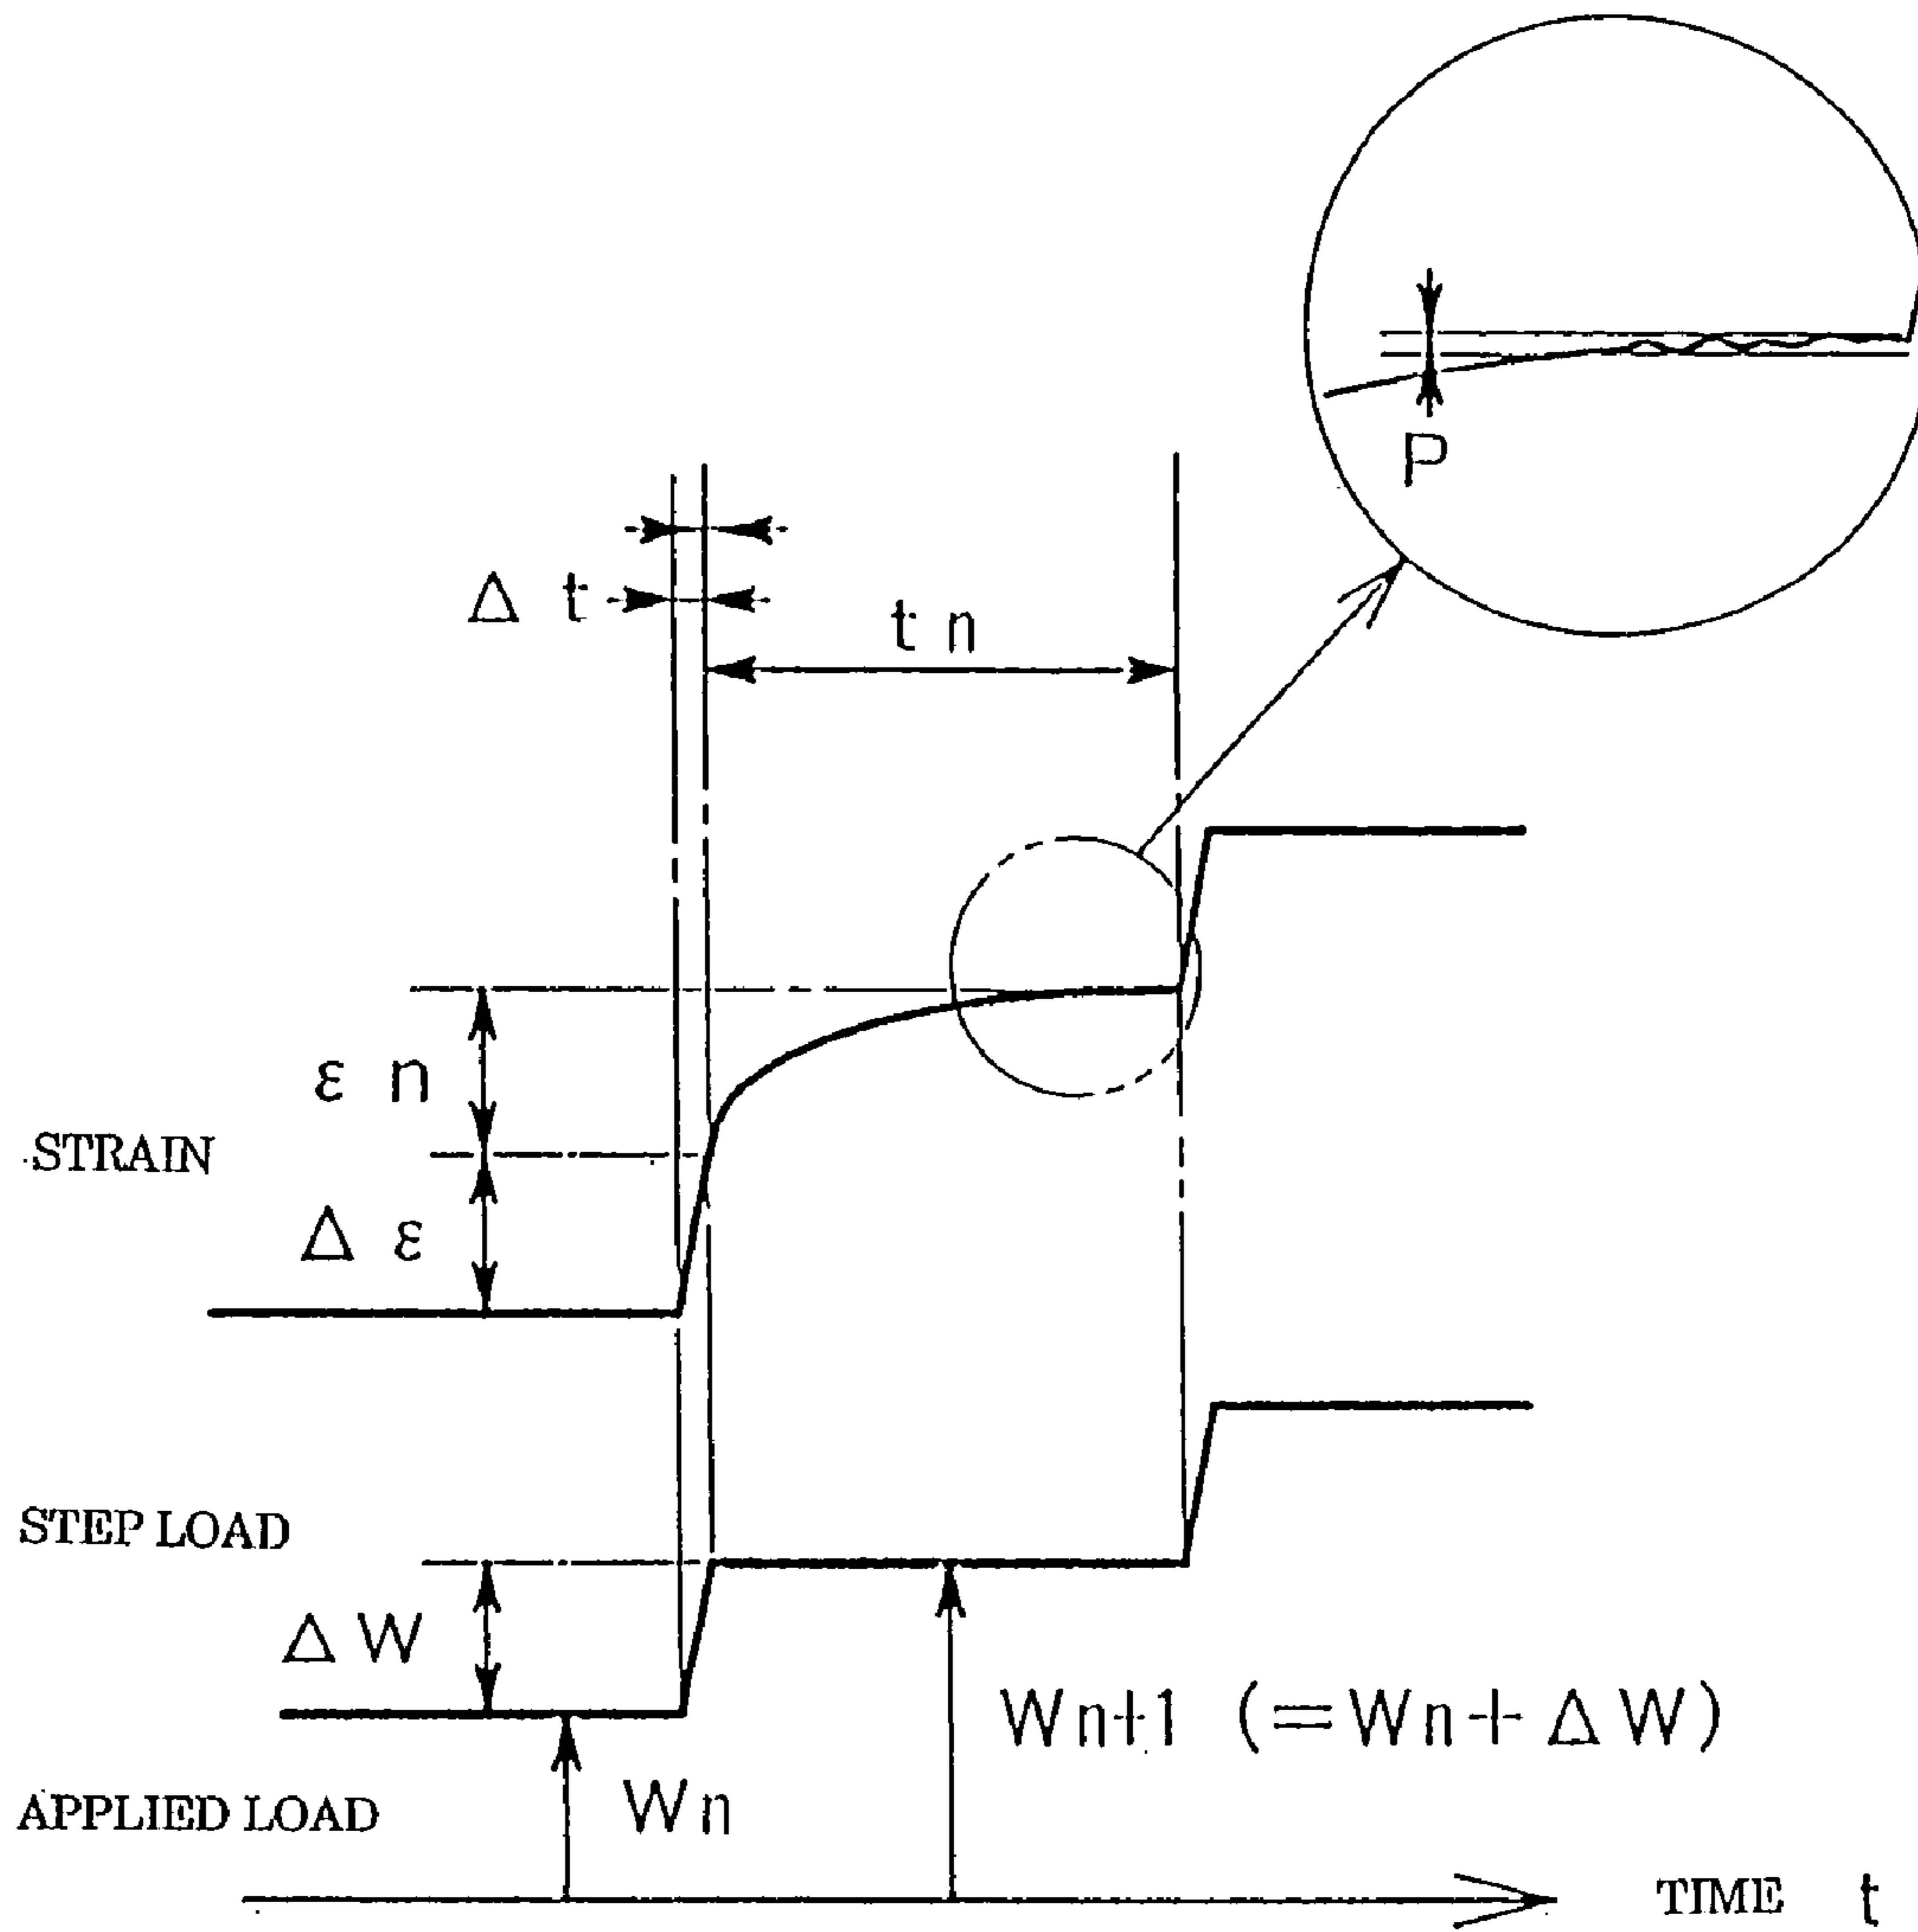 P
Δ t
t n
ε n
STRAIN
Δ ε
STEP LOAD
Δ W
Wn+1 (=Wn+ΔW)
Wn
APPLIED LOAD
TIME t